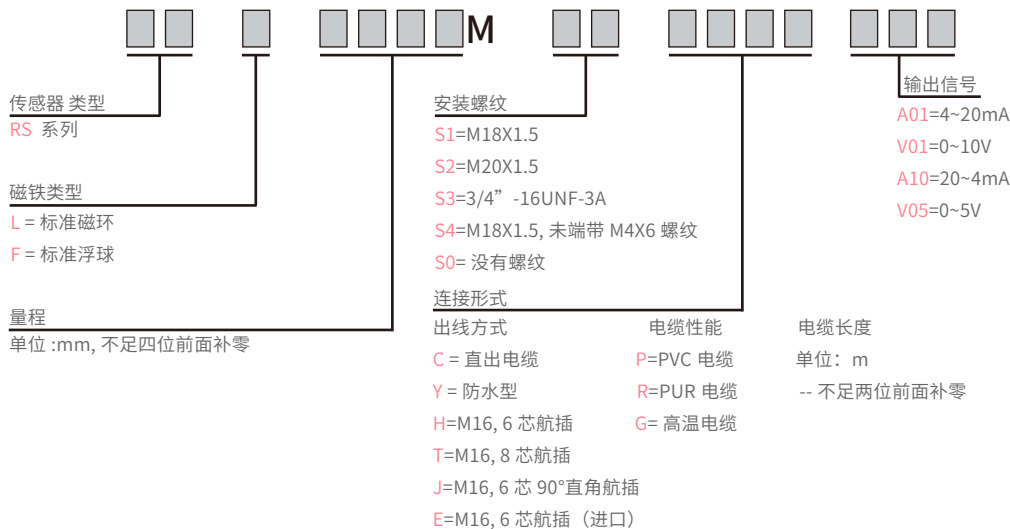 M
传感器 类型
RS 系列
磁铁类型
L = 标准磁环
F = 标准浮球
量程
单位 :mm, 不足四位前面补零
安装螺纹
S1=M18X1.5
S2=M20X1.5
S3=3/4” -16UNF-3A
S4=M18X1.5, 未端带 M4X6 螺纹
S0= 没有螺纹
连接形式
出线方式
C = 直出电缆
Y = 防水型
H=M16, 6 芯航插
T=M16, 8 芯航插
J=M16, 6 芯 90°直角航插
E=M16, 6 芯航插（进口）
电缆性能
P=PVC 电缆
R=PUR 电缆
G= 高温电缆
电缆长度
单位：m
-- 不足两位前面补零
输出信号
A01=4~20mA
V01=0~10V
A10=20~4mA
V05=0~5V